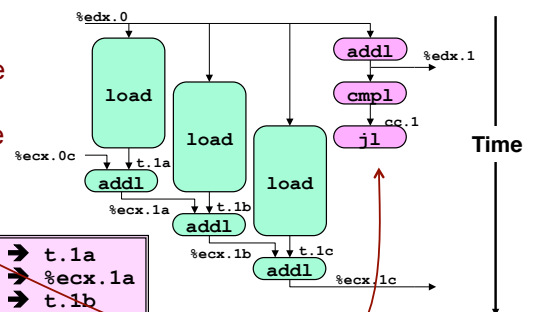 %edx.0
addl
%edx.1
load
cmpl
cc.1
load
jl
Time
load
%ecx.0c
t.1a
addl
%ecx.1a
t.1b
addl
%ecx.1b
t.1c
addl
%ecx.1c
e
e
➔ t.1a
➔ %ecx.1a
➔ t.1b